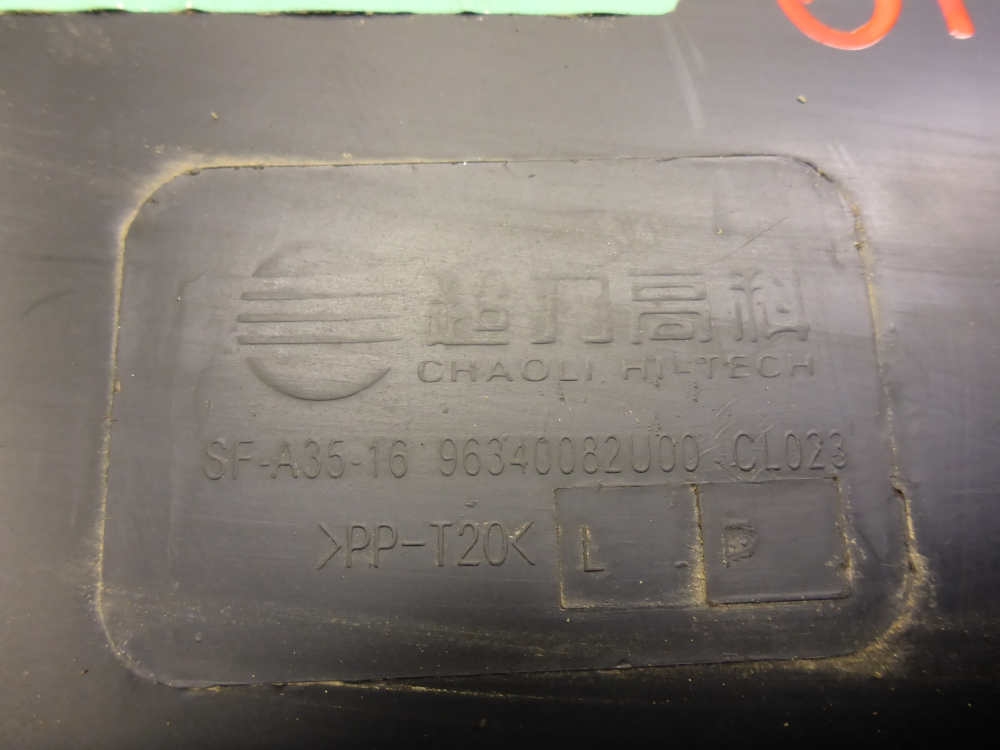 超力高科
CHAOLI HI-TECH
SF-A35-16 96340082U00 CL023
>PP-T20< L P